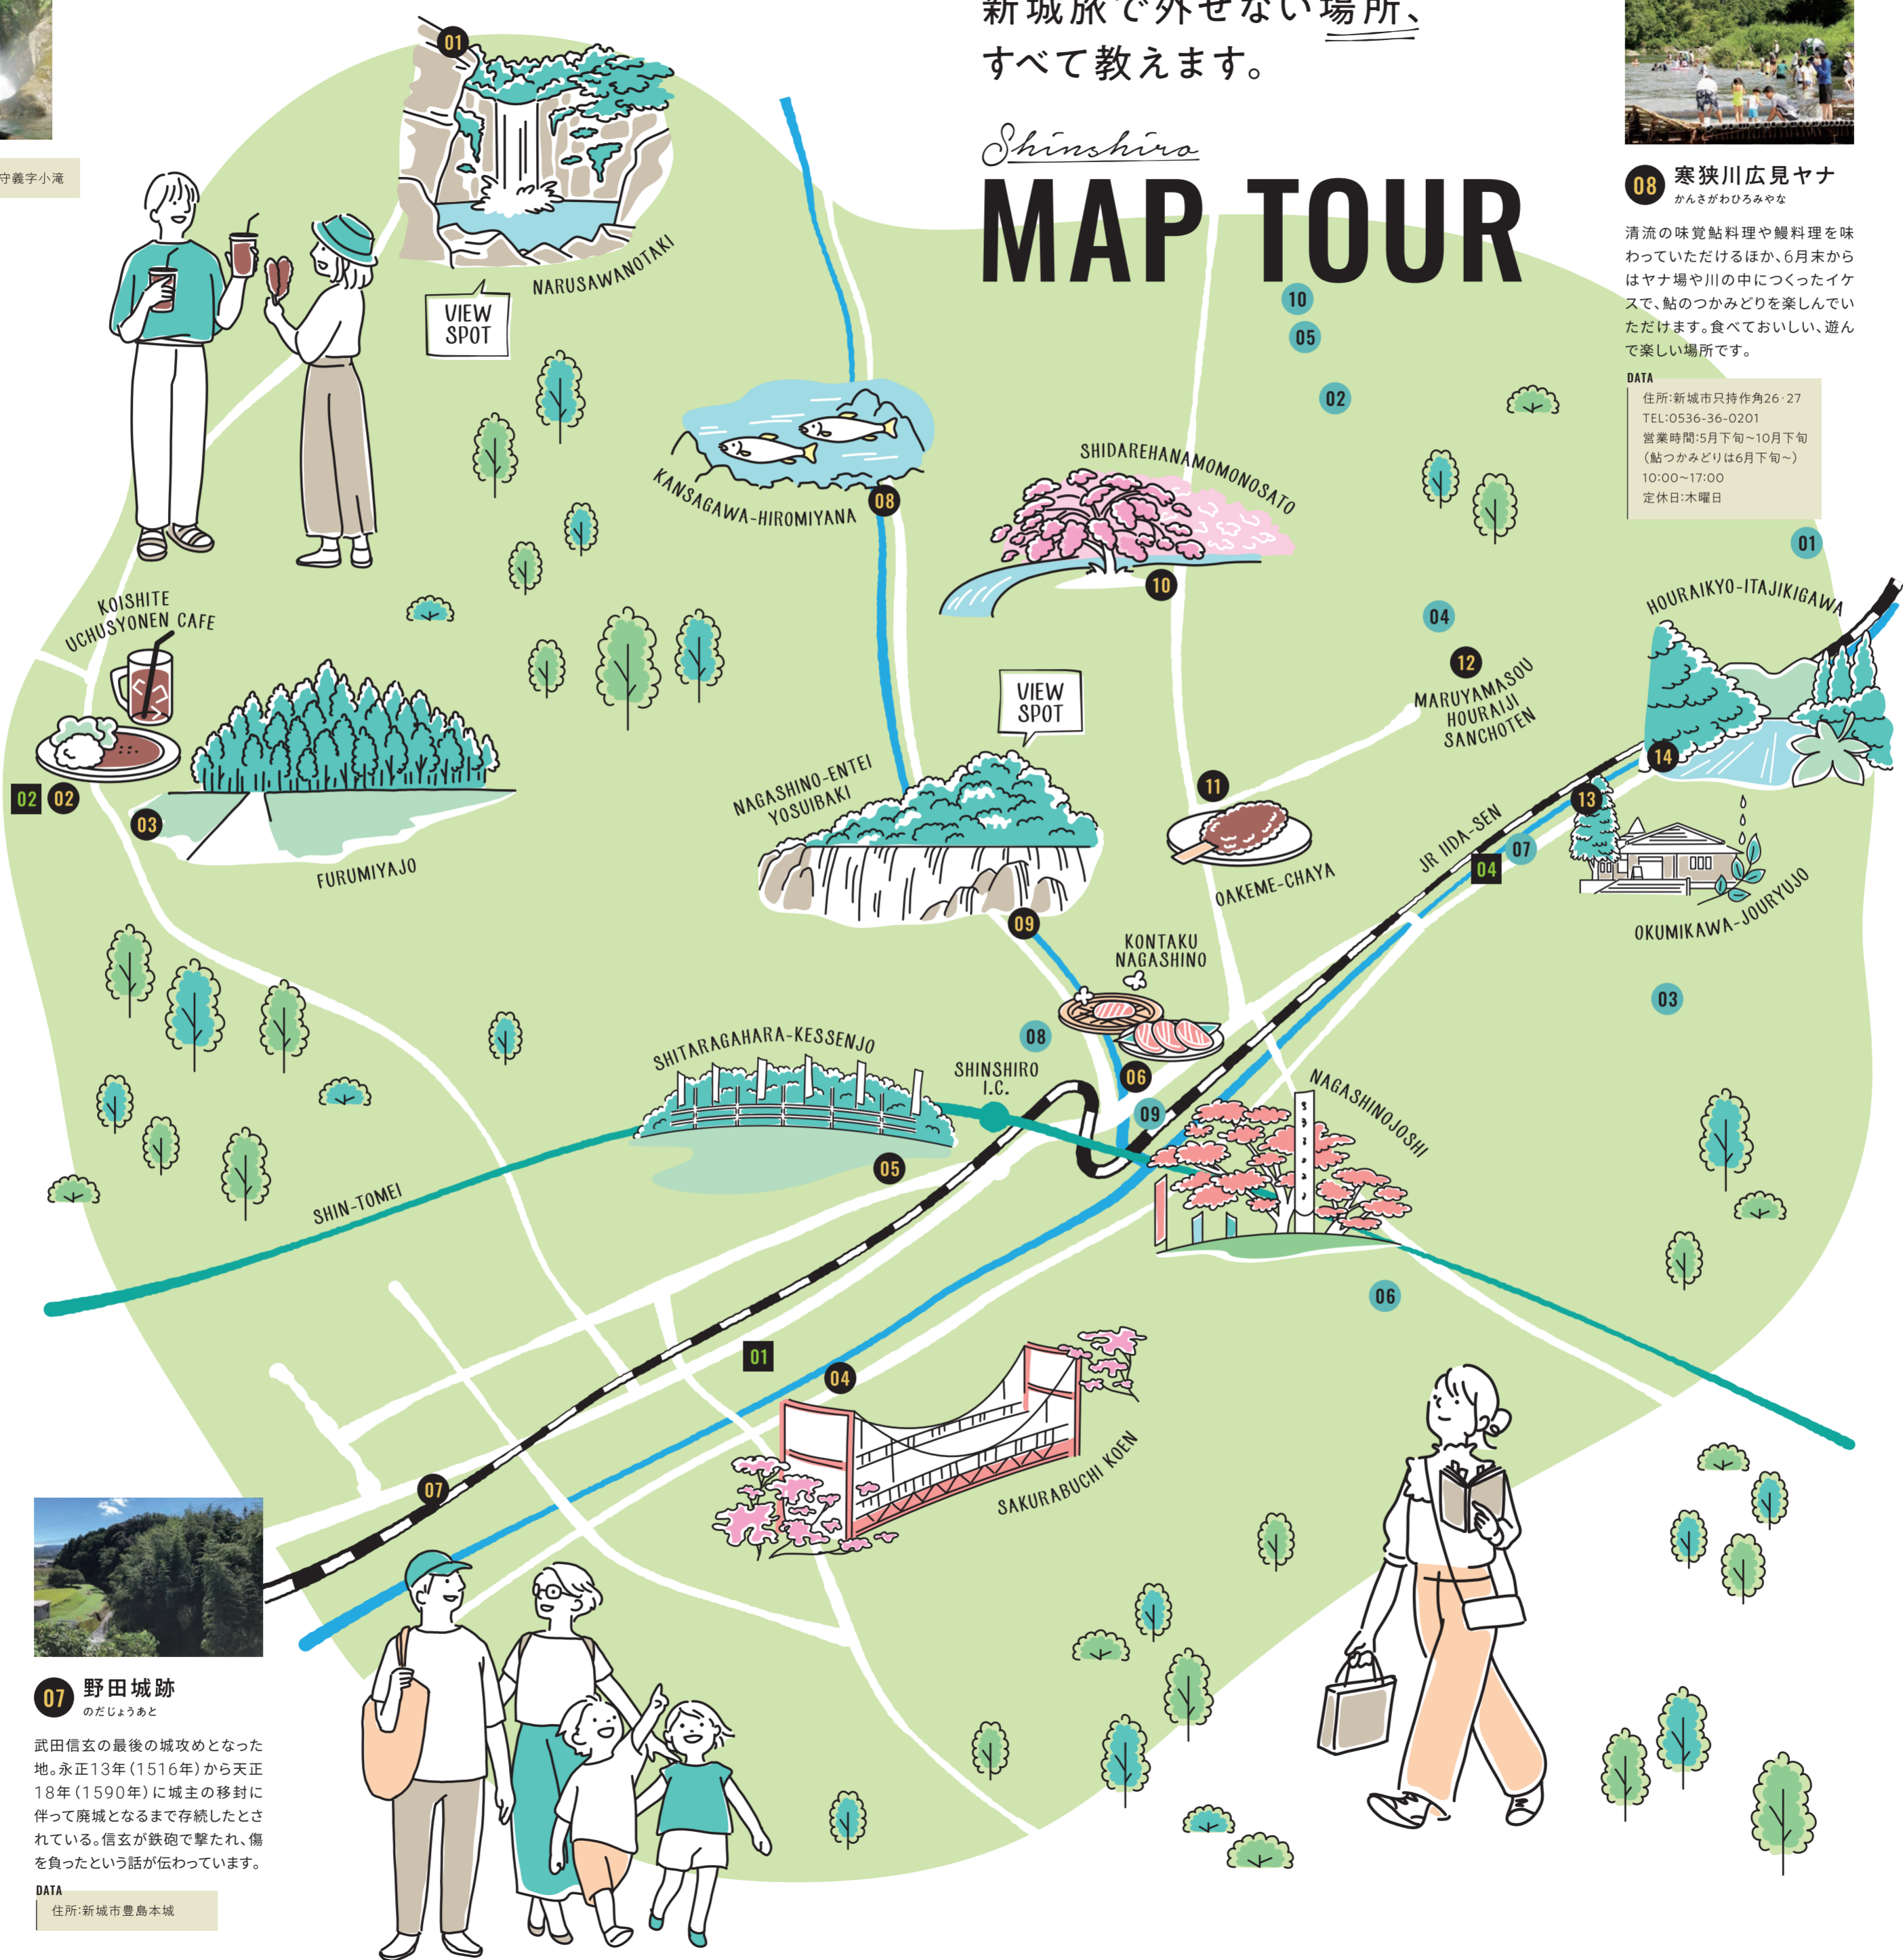 新城旅で外せない場所、
すべて教えます。
Shinshiro
MAP TOUR
守義字小滝
01
NARUSAWANOTAKI
VIEW
SPOT
KANSAGAWA-HIROMIYANA
08
SHIDAREHANAMOMONOSATO
10
10
05
02
08 寒狭川広見ヤナ
かんさがわひろみやな
清流の味覚鮎料理や鰻料理を味
わっていただけるほか、6月末から
はヤナ場や川の中につくったイケ
スで、鮎のつかみどりを楽しんでい
ただけます。食べておいしい、遊ん
で楽しい場所です。
DATA
住所:新城市只持作角26·27
TEL:0536-36-0201
営業時間:5月下旬~10月下旬
(鮎つかみどりは6月下旬~)
10:00~17:00
定休日:木曜日
01
HOURAIKYO-ITAJIKIGAWA
14
04
12
MARUYAMASOU
HOURAIJI
SANCHOTEN
KOISHITE
UCHUSYONEN CAFE
02 02
03
FURUMIYAJO
VIEW
SPOT
NAGASHINO-ENTEI
YOSUIBAKI
09
11
OAKEME-CHAYA
JR IIDA-SEN
04
07
13
OKUMIKAWA-JOURYUJO
03
KONTAKU
NAGASHINO
08
06
09
SHITARAGAHARA-KESSENJO
05
SHINSHIRO
I.C.
NAGASHINOJOSHI
SHIN-TOMEI
06
01
04
SAKURABUCHI KOEN
07
07 野田城跡
のだじょうあと
武田信玄の最後の城攻めとなった
地。永正13年(1516年)から天正
18年(1590年)に城主の移封に
伴って廃城となるまで存続したとさ
れている。信玄が鉄砲で撃たれ、傷
を負ったという話が伝わっています。
DATA
住所:新城市豊島本城